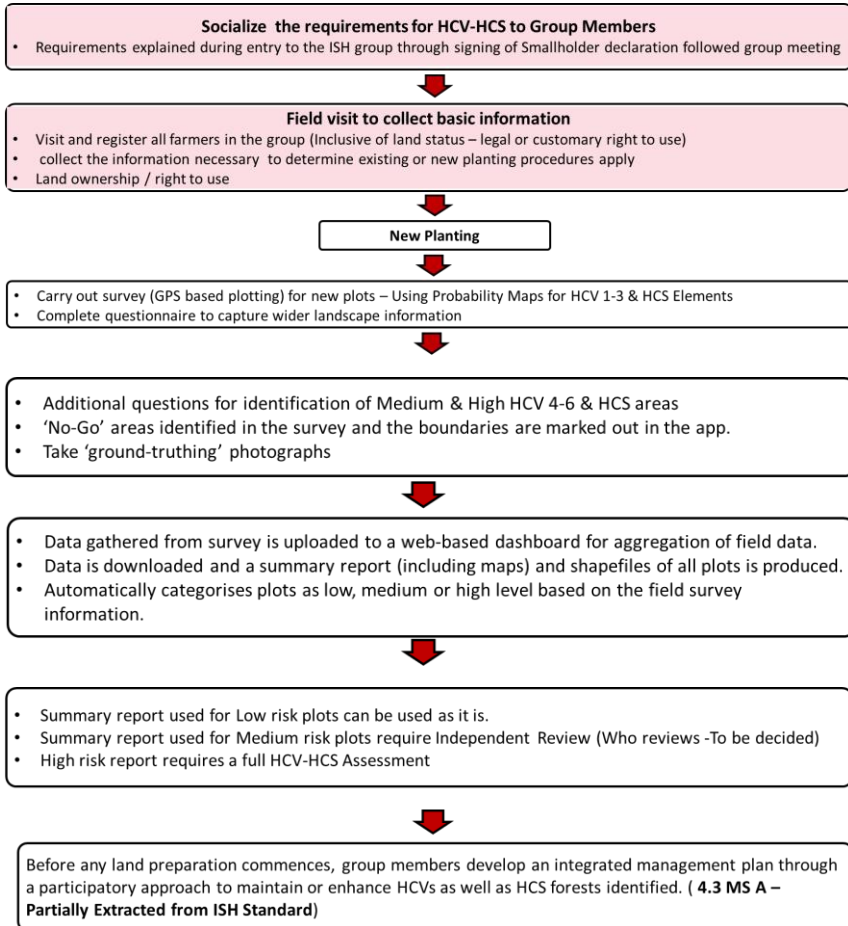 Socialize the requirements for HCV-HCS to Group Members
• Requirements explained during entry to the ISH group through signing of Smallholder declaration followed group meeting
Field visit to collect basic information
• Visit and register all farmers in the group (Inclusive of land status – legal or customary right to use)
• collect the information necessary to determine existing or new planting procedures apply
• Land ownership / right to use
New Planting
• Carry out survey (GPS based plotting) for new plots – Using Probability Maps for HCV 1-3 & HCS Elements
• Complete questionnaire to capture wider landscape information
• Additional questions for identification of Medium & High HCV 4-6 & HCS areas
• ‘No-Go’ areas identified in the survey and the boundaries are marked out in the app.
• Take ‘ground-truthing’ photographs
• Data gathered from survey is uploaded to a web-based dashboard for aggregation of field data.
• Data is downloaded and a summary report (including maps) and shapefiles of all plots is produced.
• Automatically categorises plots as low, medium or high level based on the field survey
information.
• Summary report used for Low risk plots can be used as it is.
• Summary report used for Medium risk plots require Independent Review (Who reviews -To be decided)
• High risk report requires a full HCV-HCS Assessment
Before any land preparation commences, group members develop an integrated management plan through
a participatory approach to maintain or enhance HCVs as well as HCS forests identified. ( 4.3 MS A –
Partially Extracted from ISH Standard)